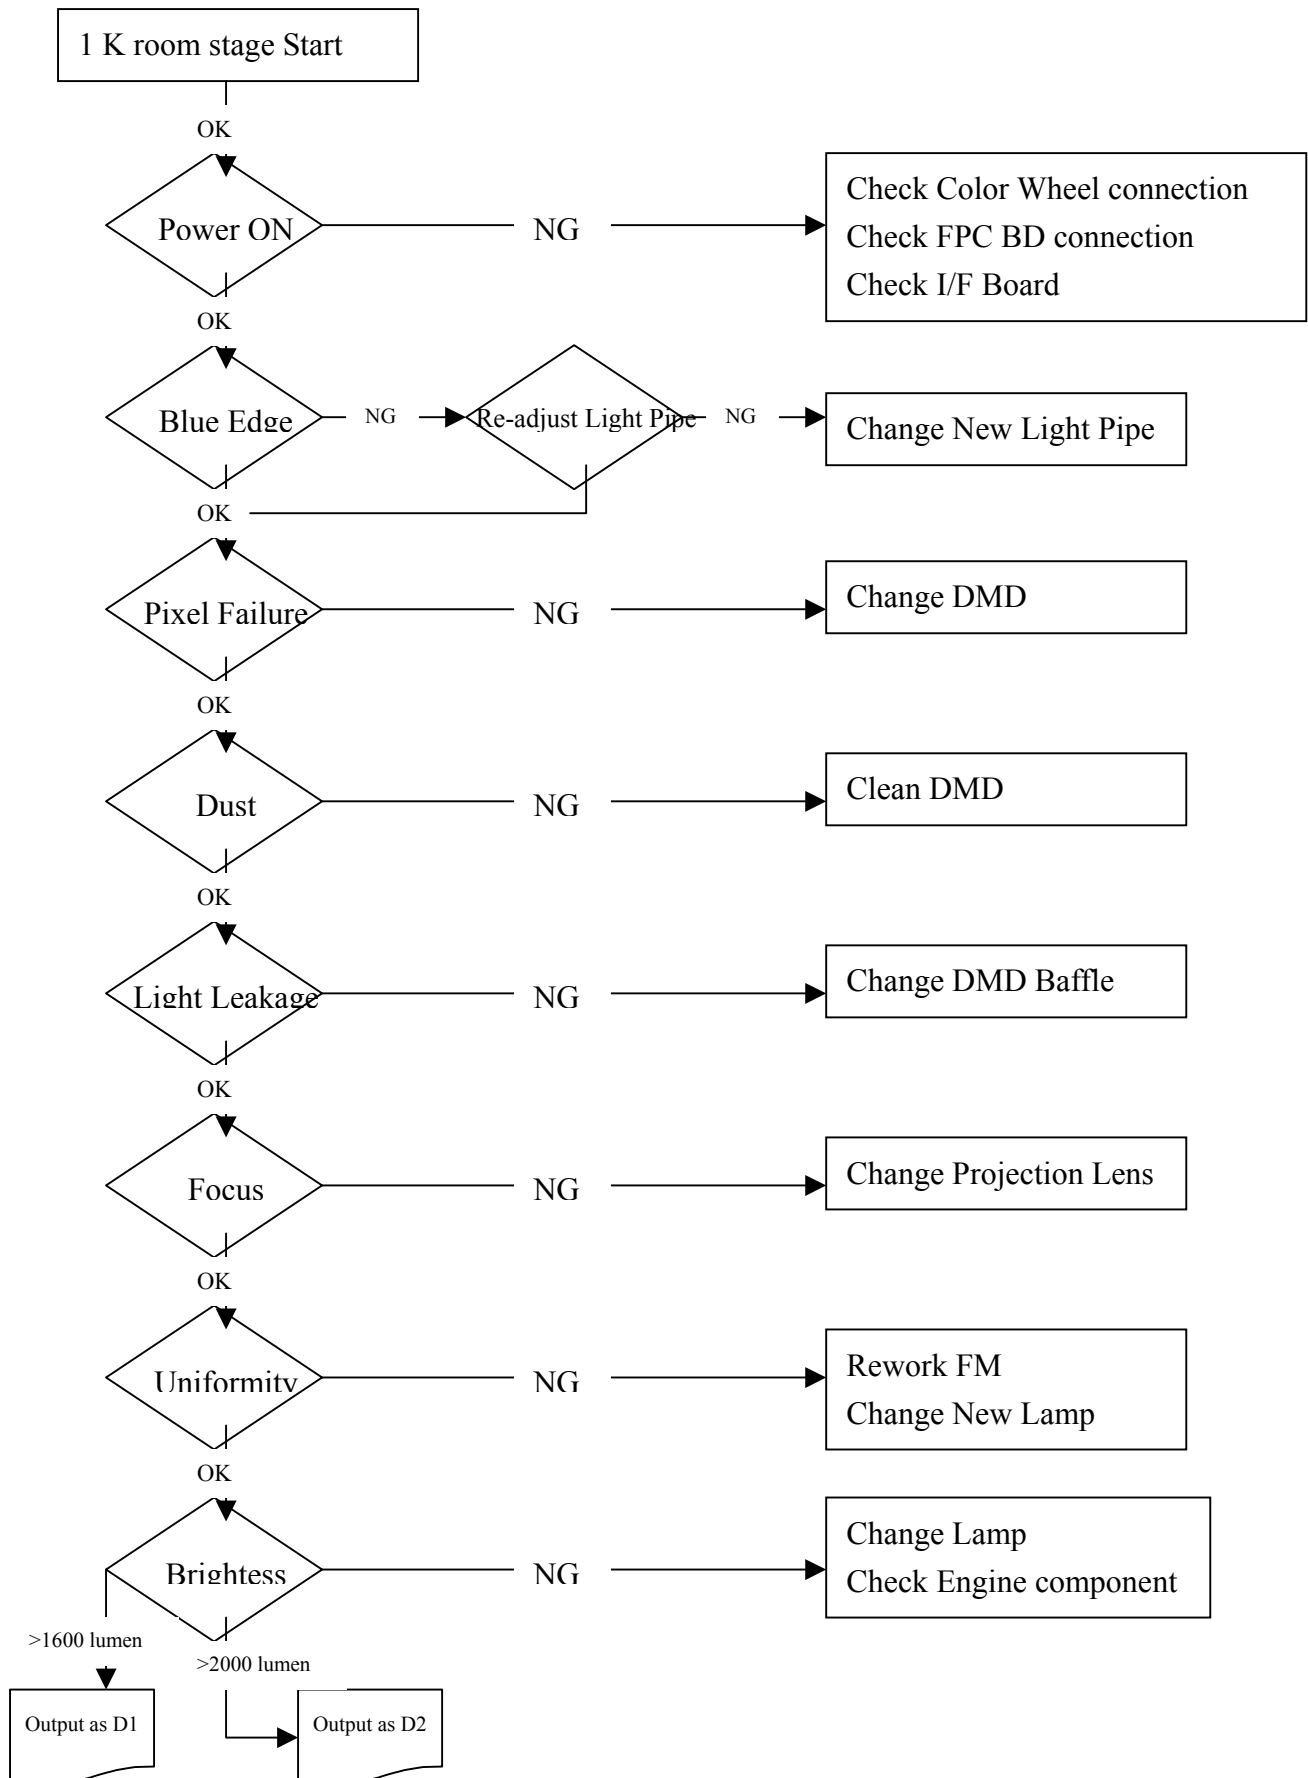 1 K room stage Start
OK
Power ON
NG
Check Color Wheel connection
Check FPC BD connection
Check I/F Board
OK
Blue Edge
NG
Re-adjust Light Pipe
NG
Change New Light Pipe
OK
Pixel Failure
NG
Change DMD
OK
Dust
NG
Clean DMD
OK
Light Leakage
NG
Change DMD Baffle
OK
Focus
NG
Change Projection Lens
OK
Uniformity
NG
Rework FM
Change New Lamp
OK
Brightess
NG
Change Lamp
Check Engine component
>1600 lumen
>2000 lumen
Output as D1
Output as D2